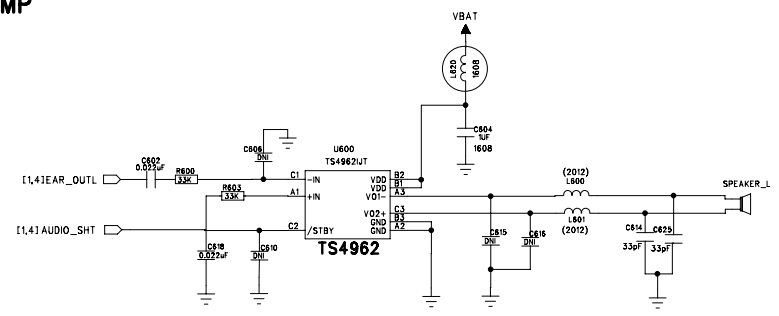 MP
VBAT
L620
1608
C604
1UF
1608
C606
DNI
U600
TS4962IJT
C602
0.022uF
R600
33K
[1,4]EAR_OUTL
C1
-IN
B2
VDD
B1
VDD
R603
33K
A1
+IN
A3
VO1-
(2012)
L600
SPEAKER_L
C3
VO2+
B3
GND
A2
GND
L601
(2012)
[1,4]AUDIO_SHT
C2
/STBY
TS4962
C618
0.022uF
C610
DNI
C615
DNI
C616
DNI
C614
33pF
C625
33pF